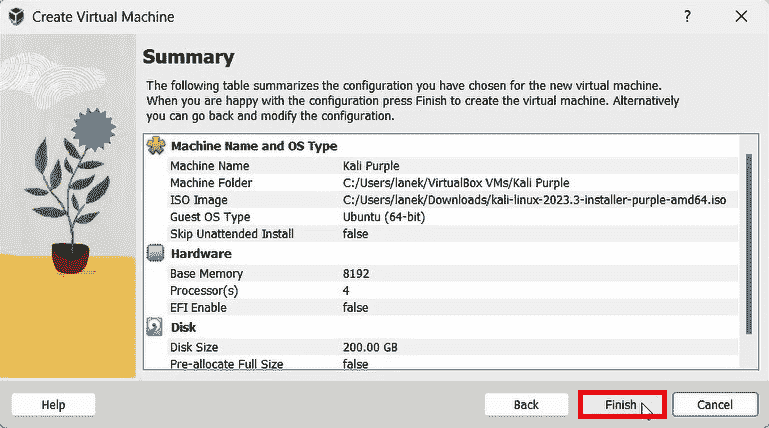 Create Virtual Machine
?
Summary
The following table summarizes the configuration you have chosen for the new virtual machine.
When you are happy with the configuration press Finish to create the virtual machine. Alternatively
you can go back and modify the configuration.
Machine Name and OS Type
Machine Name Kali Purple
Machine Folder C:/Users/lanek/VirtualBox VMs/Kali Purple
ISO Image C:/Users/lanek/Downloads/kali-linux-2023.3-installer-purple-amd64.iso
Guest OS Type Ubuntu (64-bit)
Skip Unattended Install false
Hardware
Base Memory 8192
Processor(s) 4
EFI Enable false
Disk
Disk Size 200.00 GB
Pre-allocate Full Size false
Help Back Finish Cancel